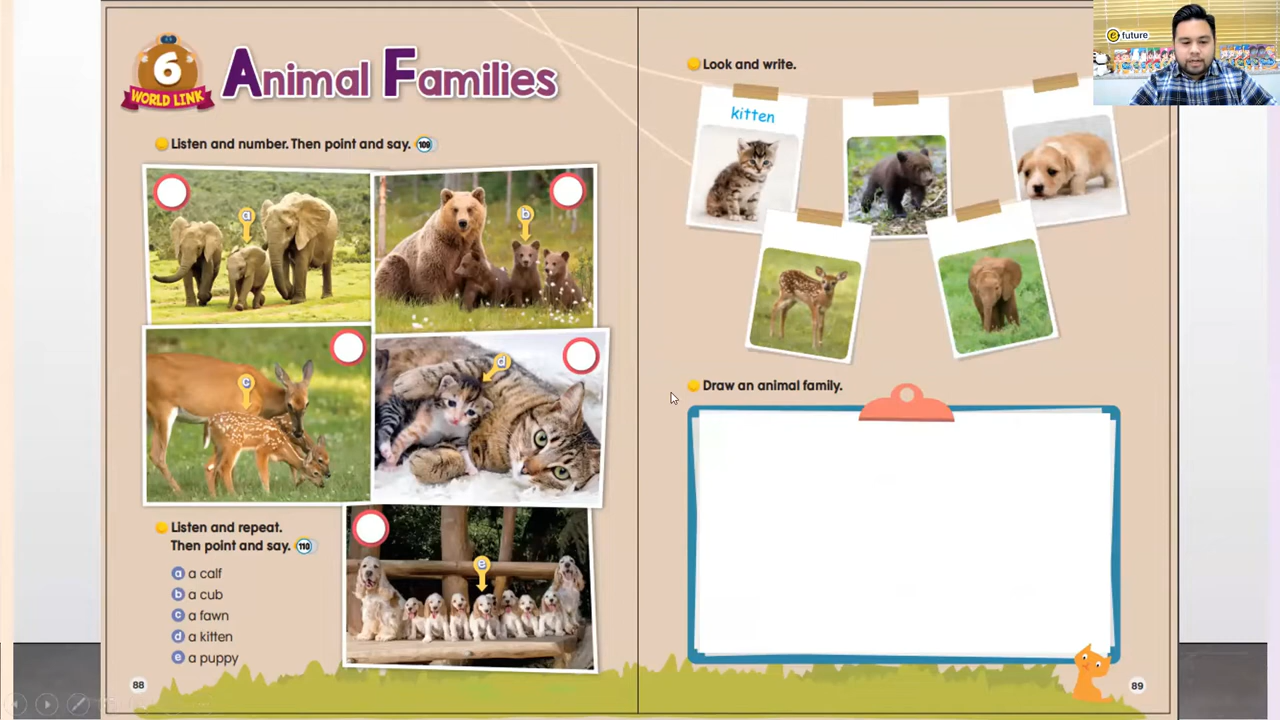 6
WORLD LINK
Animal Families
Listen and number. Then point and say. 109
a
b
c
d
e
Listen and repeat.
Then point and say. 110
a a calf
b a cub
c a fawn
d a kitten
e a puppy
88
Look and write.
kitten
Draw an animal family.
89
e future